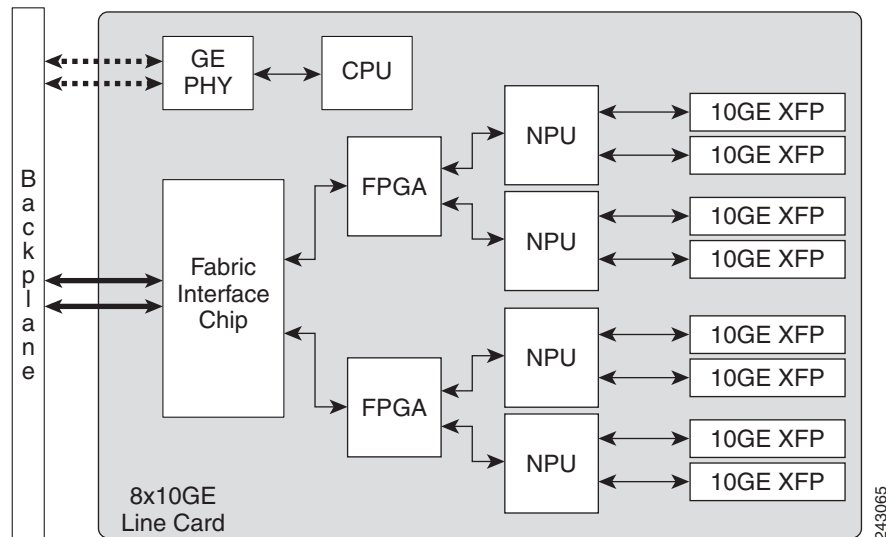 Backplane
GE
PHY
CPU
Fabric
Interface
Chip
FPGA
FPGA
NPU
NPU
NPU
NPU
10GE XFP
10GE XFP
10GE XFP
10GE XFP
10GE XFP
10GE XFP
10GE XFP
10GE XFP
8x10GE
Line Card
243065